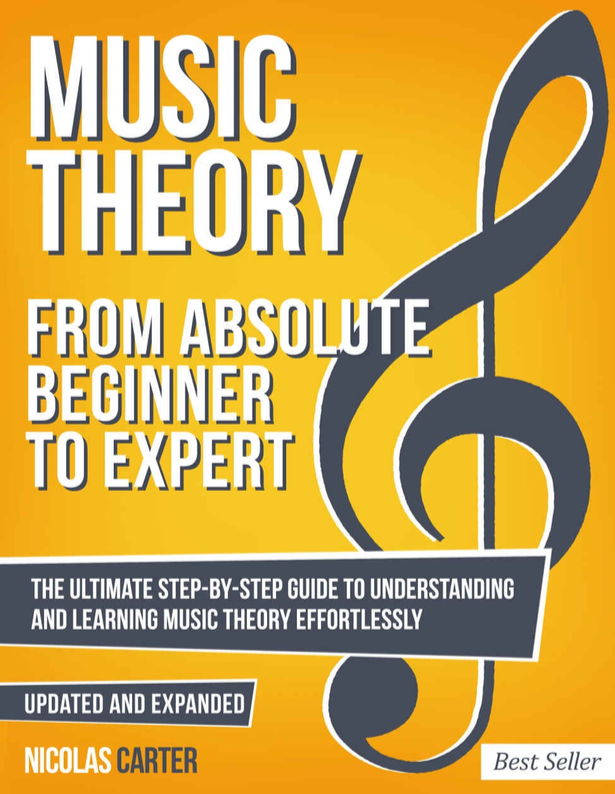 MUSIC
THEORY
FROM ABSOLUTE
BEGINNER
TO EXPERT
THE ULTIMATE STEP-BY-STEP GUIDE TO UNDERSTANDING
AND LEARNING MUSIC THEORY EFFORTLESSLY
UPDATED AND EXPANDED
NICOLAS CARTER
Best Seller